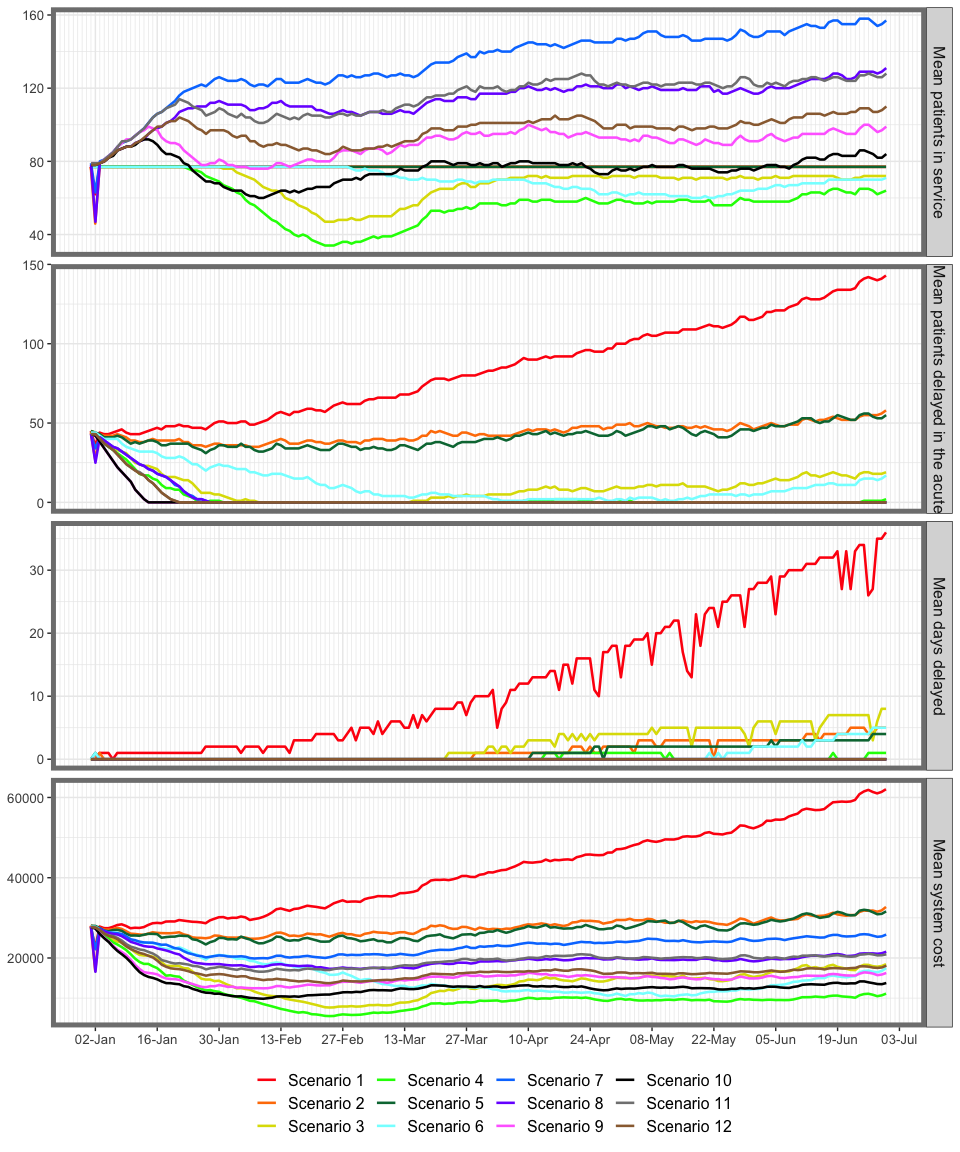 160
120
80
40
Mean patients in service
150
100
50
0
Mean patients delayed in the acute
30
20
10
0
Mean days delayed
60000
40000
20000
Mean system cost
02-Jan 16-Jan 30-Jan 13-Feb 27-Feb 13-Mar 27-Mar 10-Apr 24-Apr 08-May 22-May 05-Jun 19-Jun 03-Jul
Scenario 1 Scenario 4 Scenario 7 Scenario 10
Scenario 2 Scenario 5 Scenario 8 Scenario 11
Scenario 3 Scenario 6 Scenario 9 Scenario 12